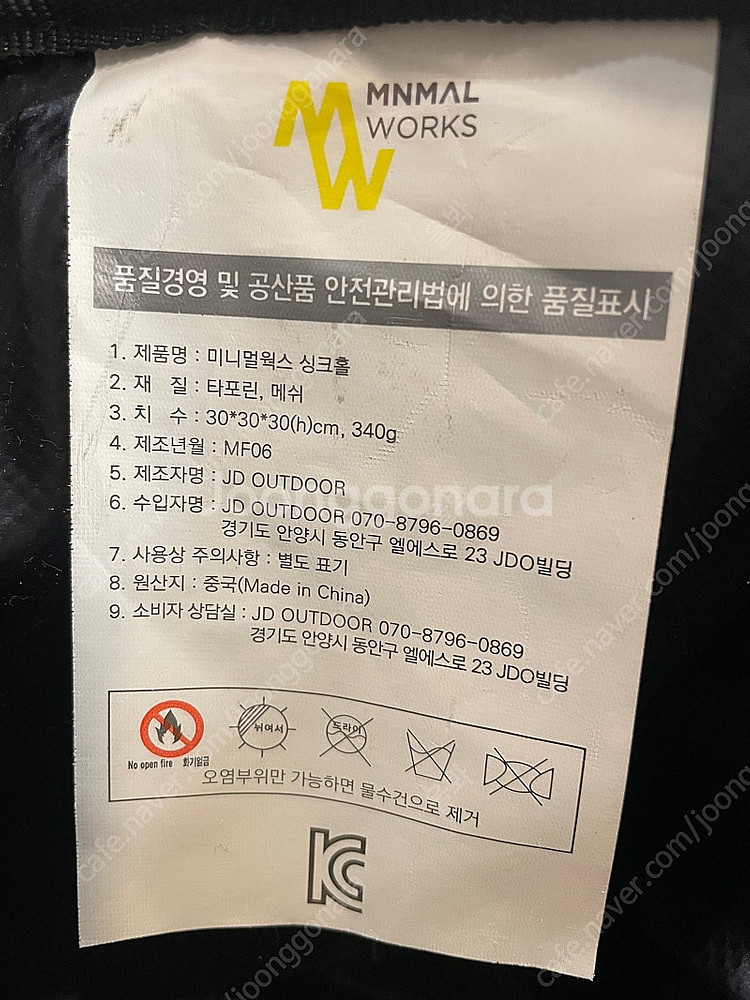 MNMAL
WORKS
품질경영 및 공산품 안전관리법에 의한 품질표시
1. 제품명 : 미니멀웍스 싱크홀
2. 재 질 : 타포린, 메쉬
3. 치 수 : 30*30*30(h)cm, 340g
4. 제조년월 : MF06
5. 제조자명 : JD OUTDOOR
6. 수입자명 : JD OUTDOOR 070-8796-0869
경기도 안양시 동안구 엘에스로 23 JDO빌딩
7. 사용상 주의사항 : 별도 표기
8. 원산지 : 중국(Made in China)
9. 소비자 상담실 : JD OUTDOOR 070-8796-0869
경기도 안양시 동안구 엘에스로 23 JDO빌딩
뉘여서
드라이
No open fire 화기엄금
오염부위만 가능하면 물수건으로 제거
KC
joonggonara
cafe.naver.com/joonggonara